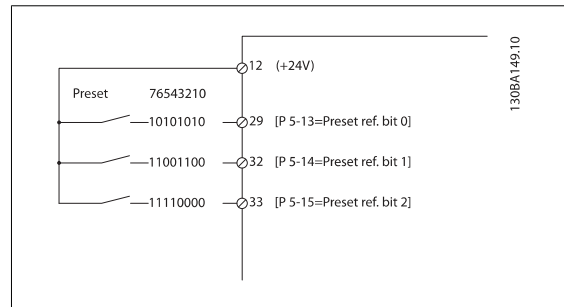 12 (+24V)
Preset 76543210
10101010 29 [P 5-13=Preset ref. bit 0]
11001100 32 [P 5-14=Preset ref. bit 1]
11110000 33 [P 5-15=Preset ref. bit 2]
130BA149.10